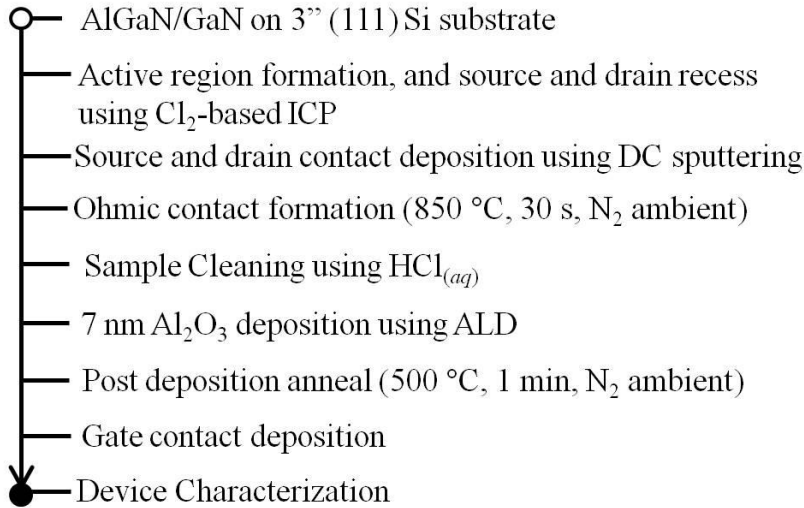 AlGaN/GaN on 3” (111) Si substrate
Active region formation, and source and drain recess
using Cl₂-based ICP
Source and drain contact deposition using DC sputtering
Ohmic contact formation (850 °C, 30 s, N₂ ambient)
Sample Cleaning using HCl₍aq₎
7 nm Al₂O₃ deposition using ALD
Post deposition anneal (500 °C, 1 min, N₂ ambient)
Gate contact deposition
Device Characterization